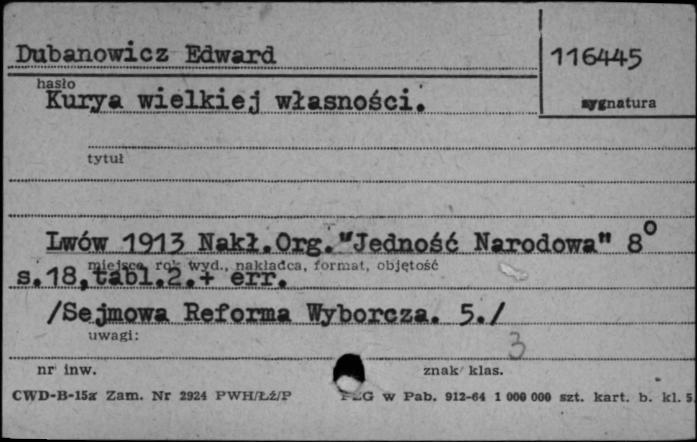 Dubanowicz Edward
116445
hasło
sygnatura
Kurya wielkiej własności.
tytuł
Lwów 1913 Nakł.Org."Jedność Narodowa" 8°
miejsce, rok wyd., nakładca, format, objętość
s.18,tabl.2.+ err.
/Sejmowa Reforma Wyborcza. 5./
uwagi:
3
nr inw.
znak klas.
CWD-B-15a Zam. Nr 2924 PWH/Łź/P
w Pab. 912-64 1 000 000 szt. kart. b. kl. 5